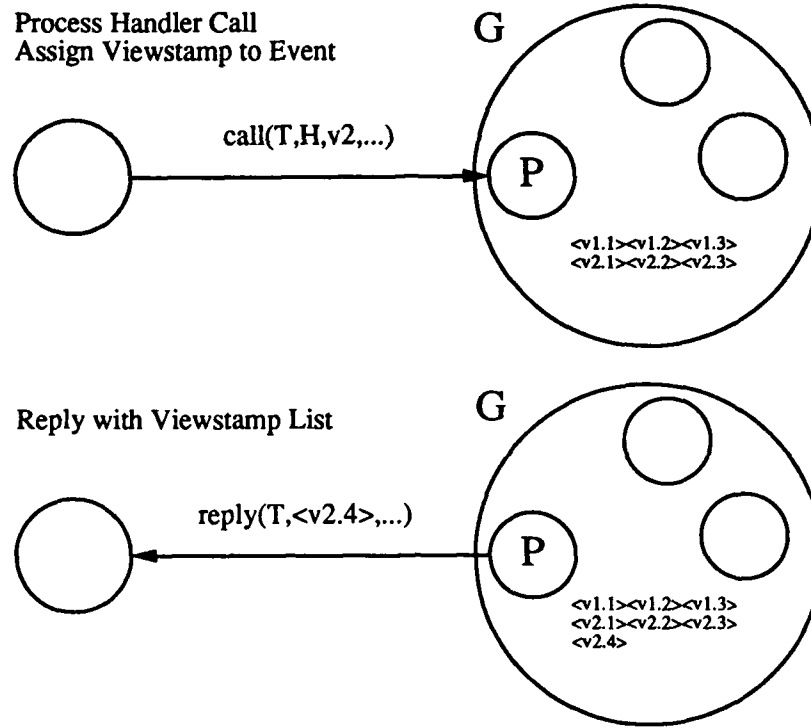 Process Handler Call
Assign Viewstamp to Event
G
call(T,H,v2,...)
P
<v1.1><v1.2><v1.3>
<v2.1><v2.2><v2.3>
Reply with Viewstamp List
G
reply(T,<v2.4>,...)
P
<v1.1><v1.2><v1.3>
<v2.1><v2.2><v2.3>
<v2.4>